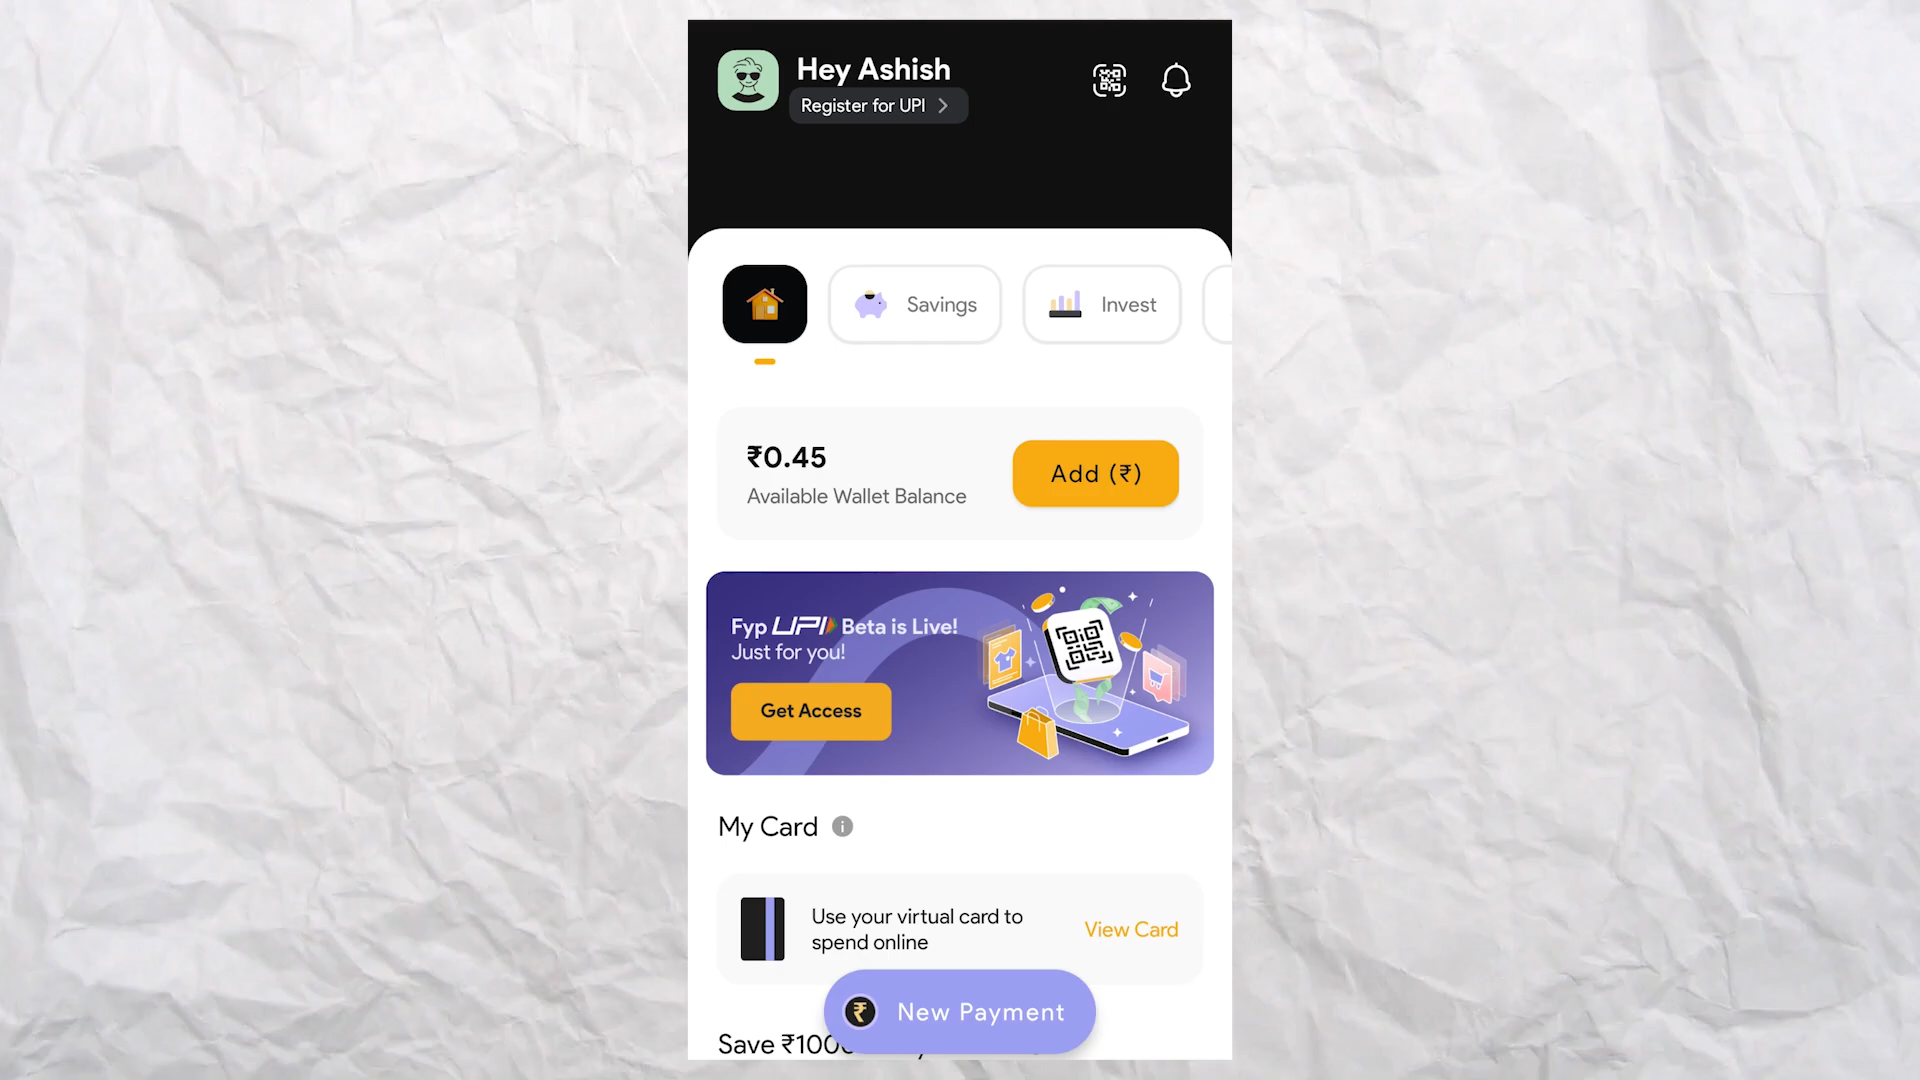 Hey Ashish
Register for UPI
Savings
Invest
₹0.45
Available Wallet Balance
Add (₹)
Fyp UPI Beta is Live!
Just for you!
Get Access
My Card
Use your virtual card to
spend online
View Card
New Payment
Save